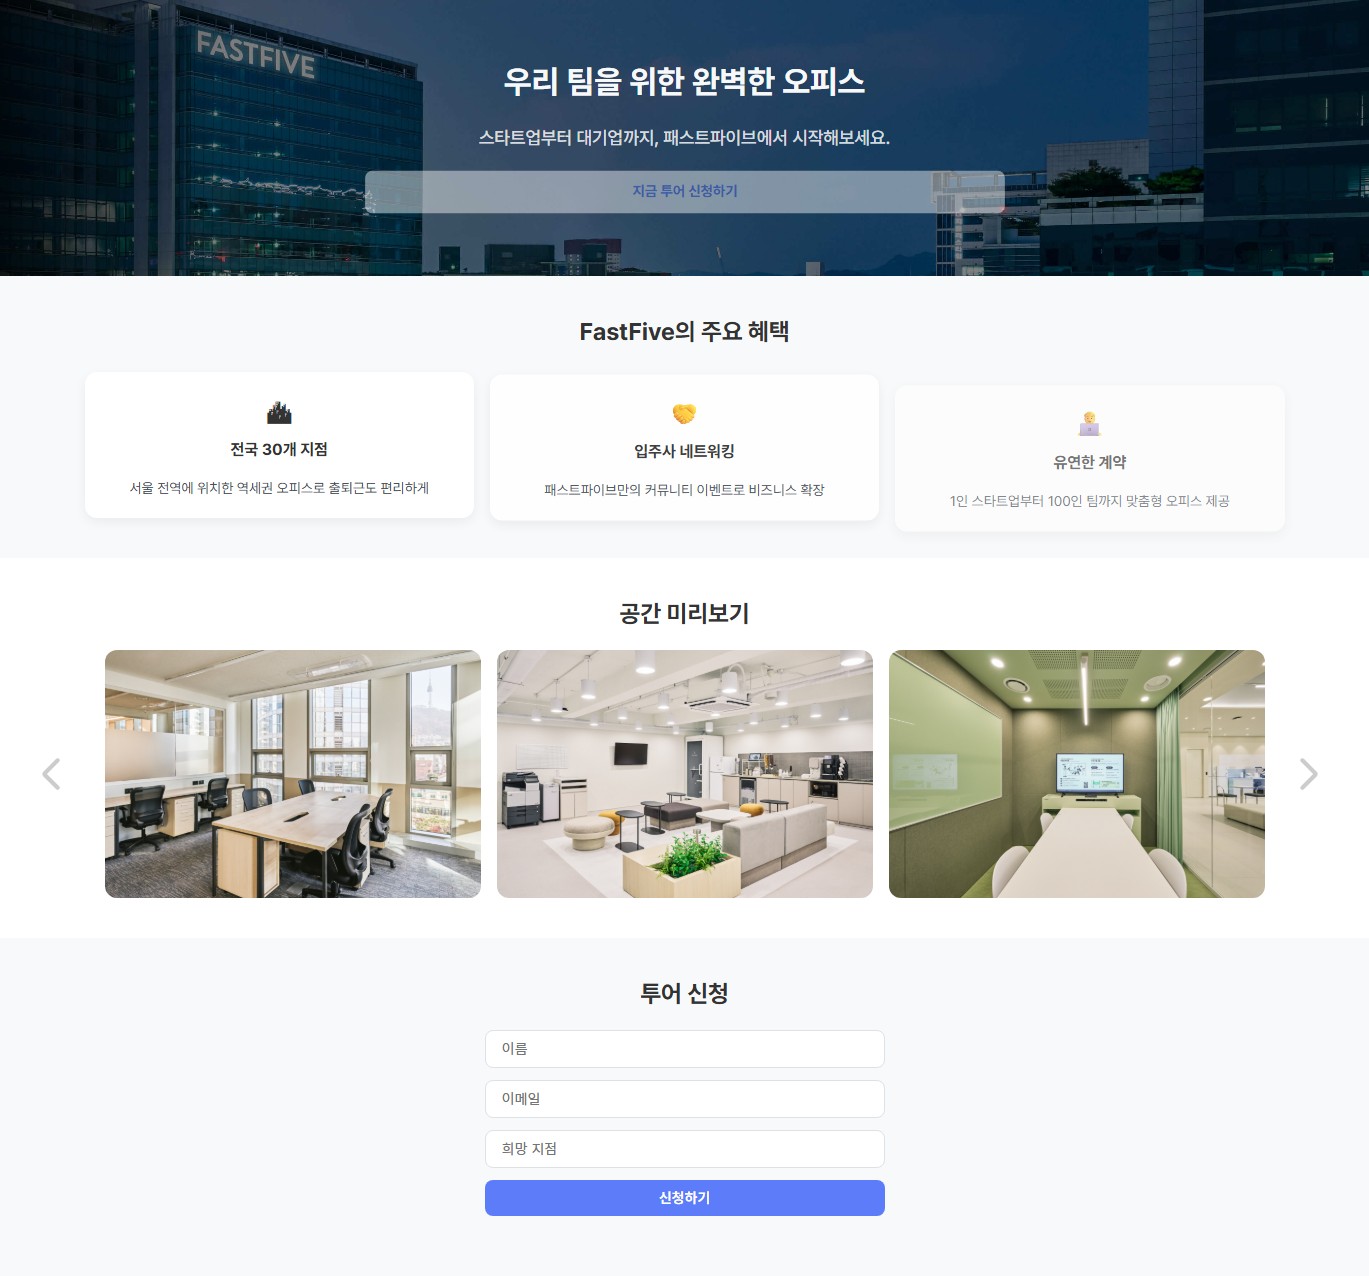 FASTFIVE
우리 팀을 위한 완벽한 오피스
스타트업부터 대기업까지, 패스트파이브에서 시작해보세요.
지금 투어 신청하기
FastFive의 주요 혜택
전국 30개 지점
서울 전역에 위치한 역세권 오피스로 출퇴근도 편리하게
입주사 네트워킹
패스트파이브만의 커뮤니티 이벤트로 비즈니스 확장
유연한 계약
1인 스타트업부터 100인 팀까지 맞춤형 오피스 제공
공간 미리보기
투어 신청
이름
이메일
희망 지점
신청하기